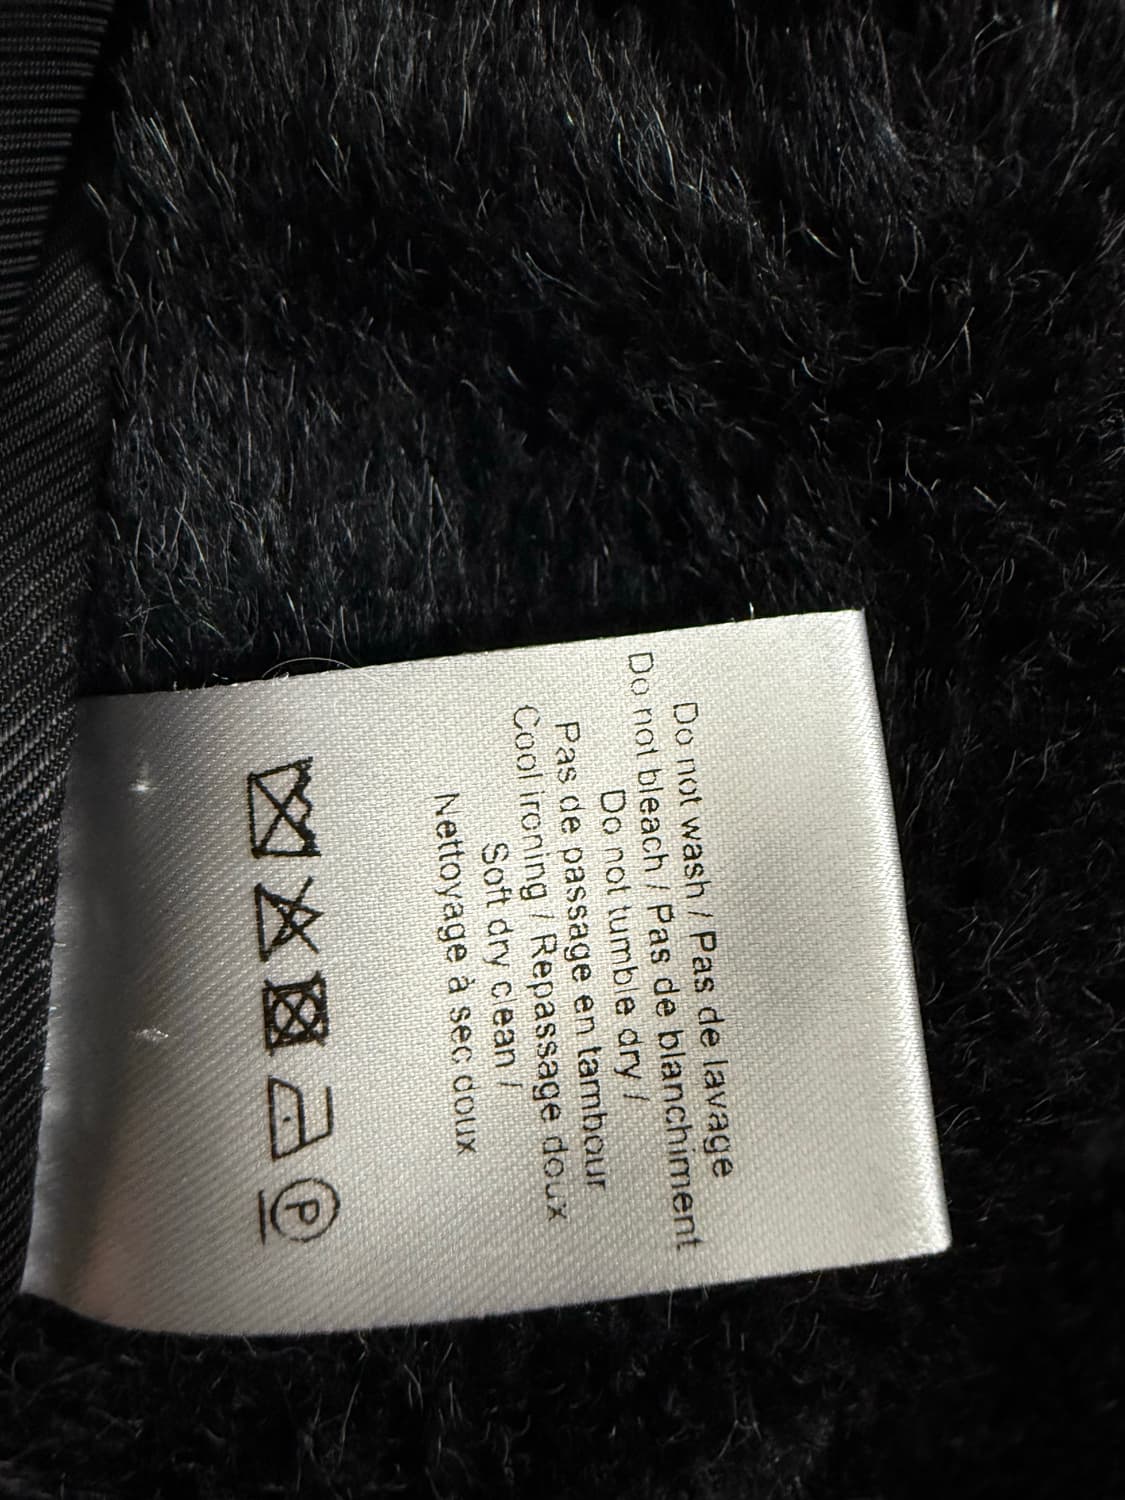 Do not wash / Pas de lavage
Do not bleach / Pas de blanchiment
Do not tumble dry /
Pas de passage en tambour
Cool ironing / Repassage doux
Soft dry clean /
Nettoyage à sec doux
P